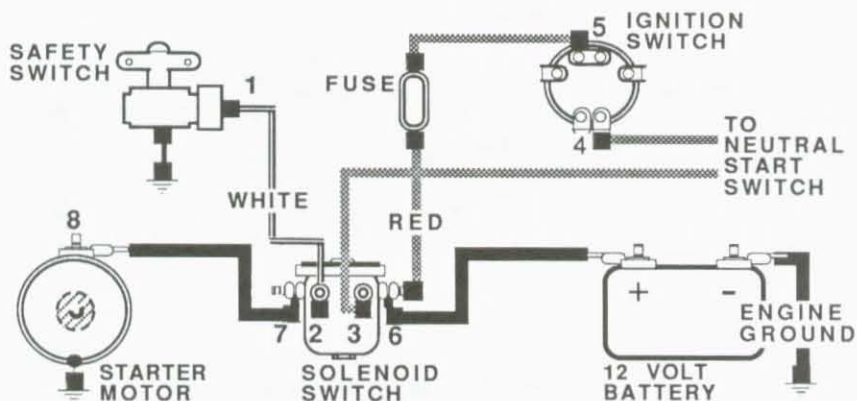 SAFETY
SWITCH
1
FUSE
5
IGNITION
SWITCH
4
TO
NEUTRAL
START
SWITCH
WHITE
RED
8
7
2
3
6
+
-
ENGINE
GROUND
STARTER
MOTOR
SOLENOID
SWITCH
12 VOLT
BATTERY